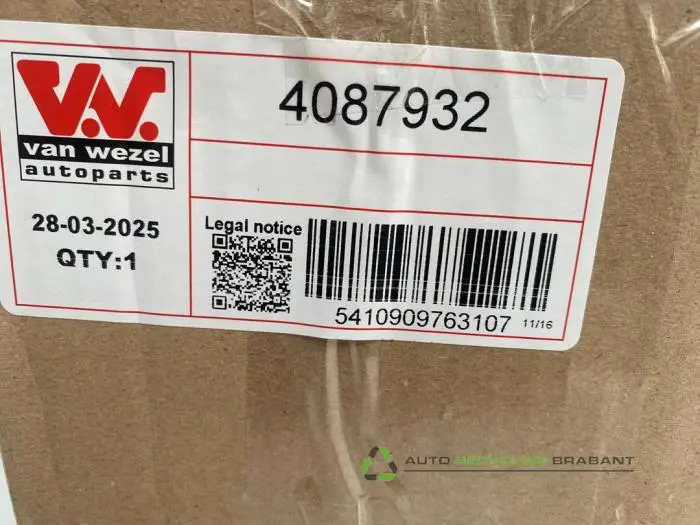 4087932
V.W.
van wezel
autoparts
28-03-2025
QTY:1
Legal notice
5410909763107 11/16
AUTO RECYCLING BRABANT